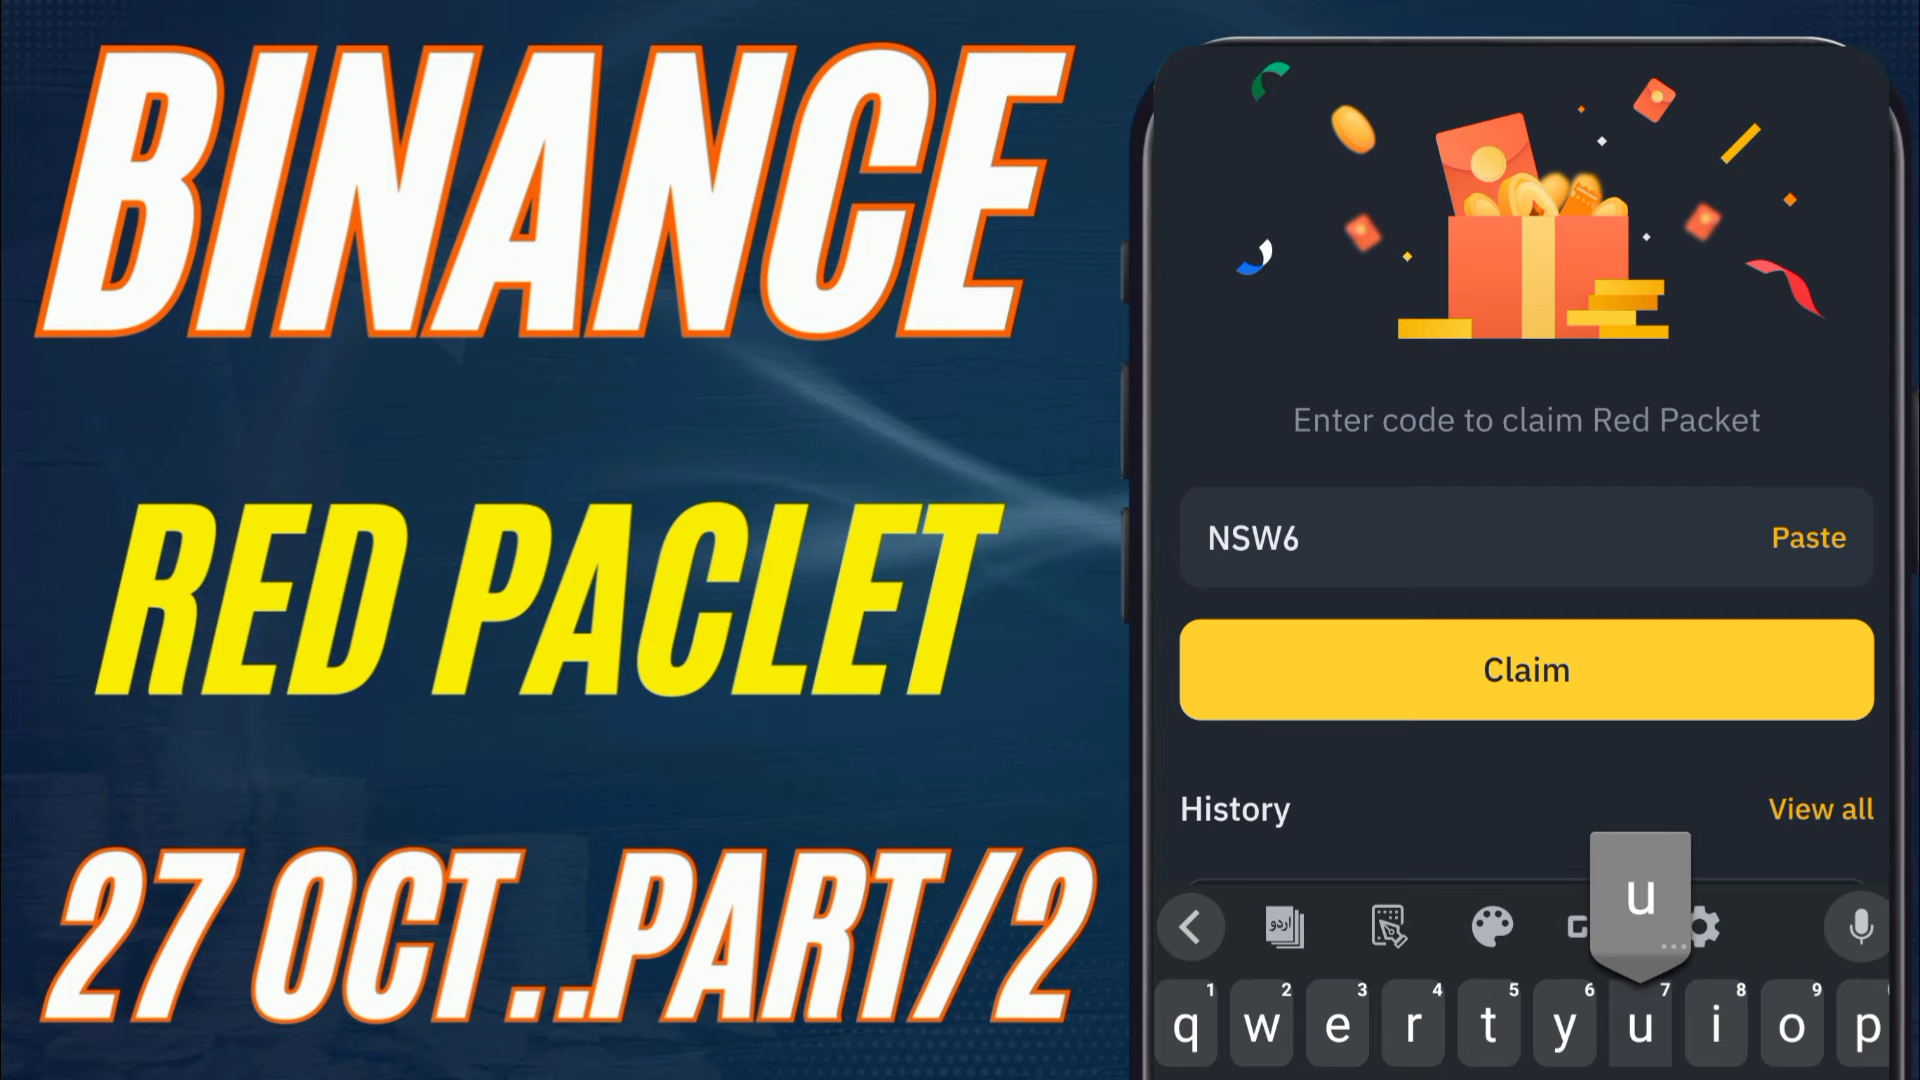 BINANCE
RED PACLET
27 OCT..PART/2
Enter code to claim Red Packet
NSW6 Paste
Claim
History View all
u
اردو G
1 2 3 4 5 6 7 8 9
q w e r t y u i o p